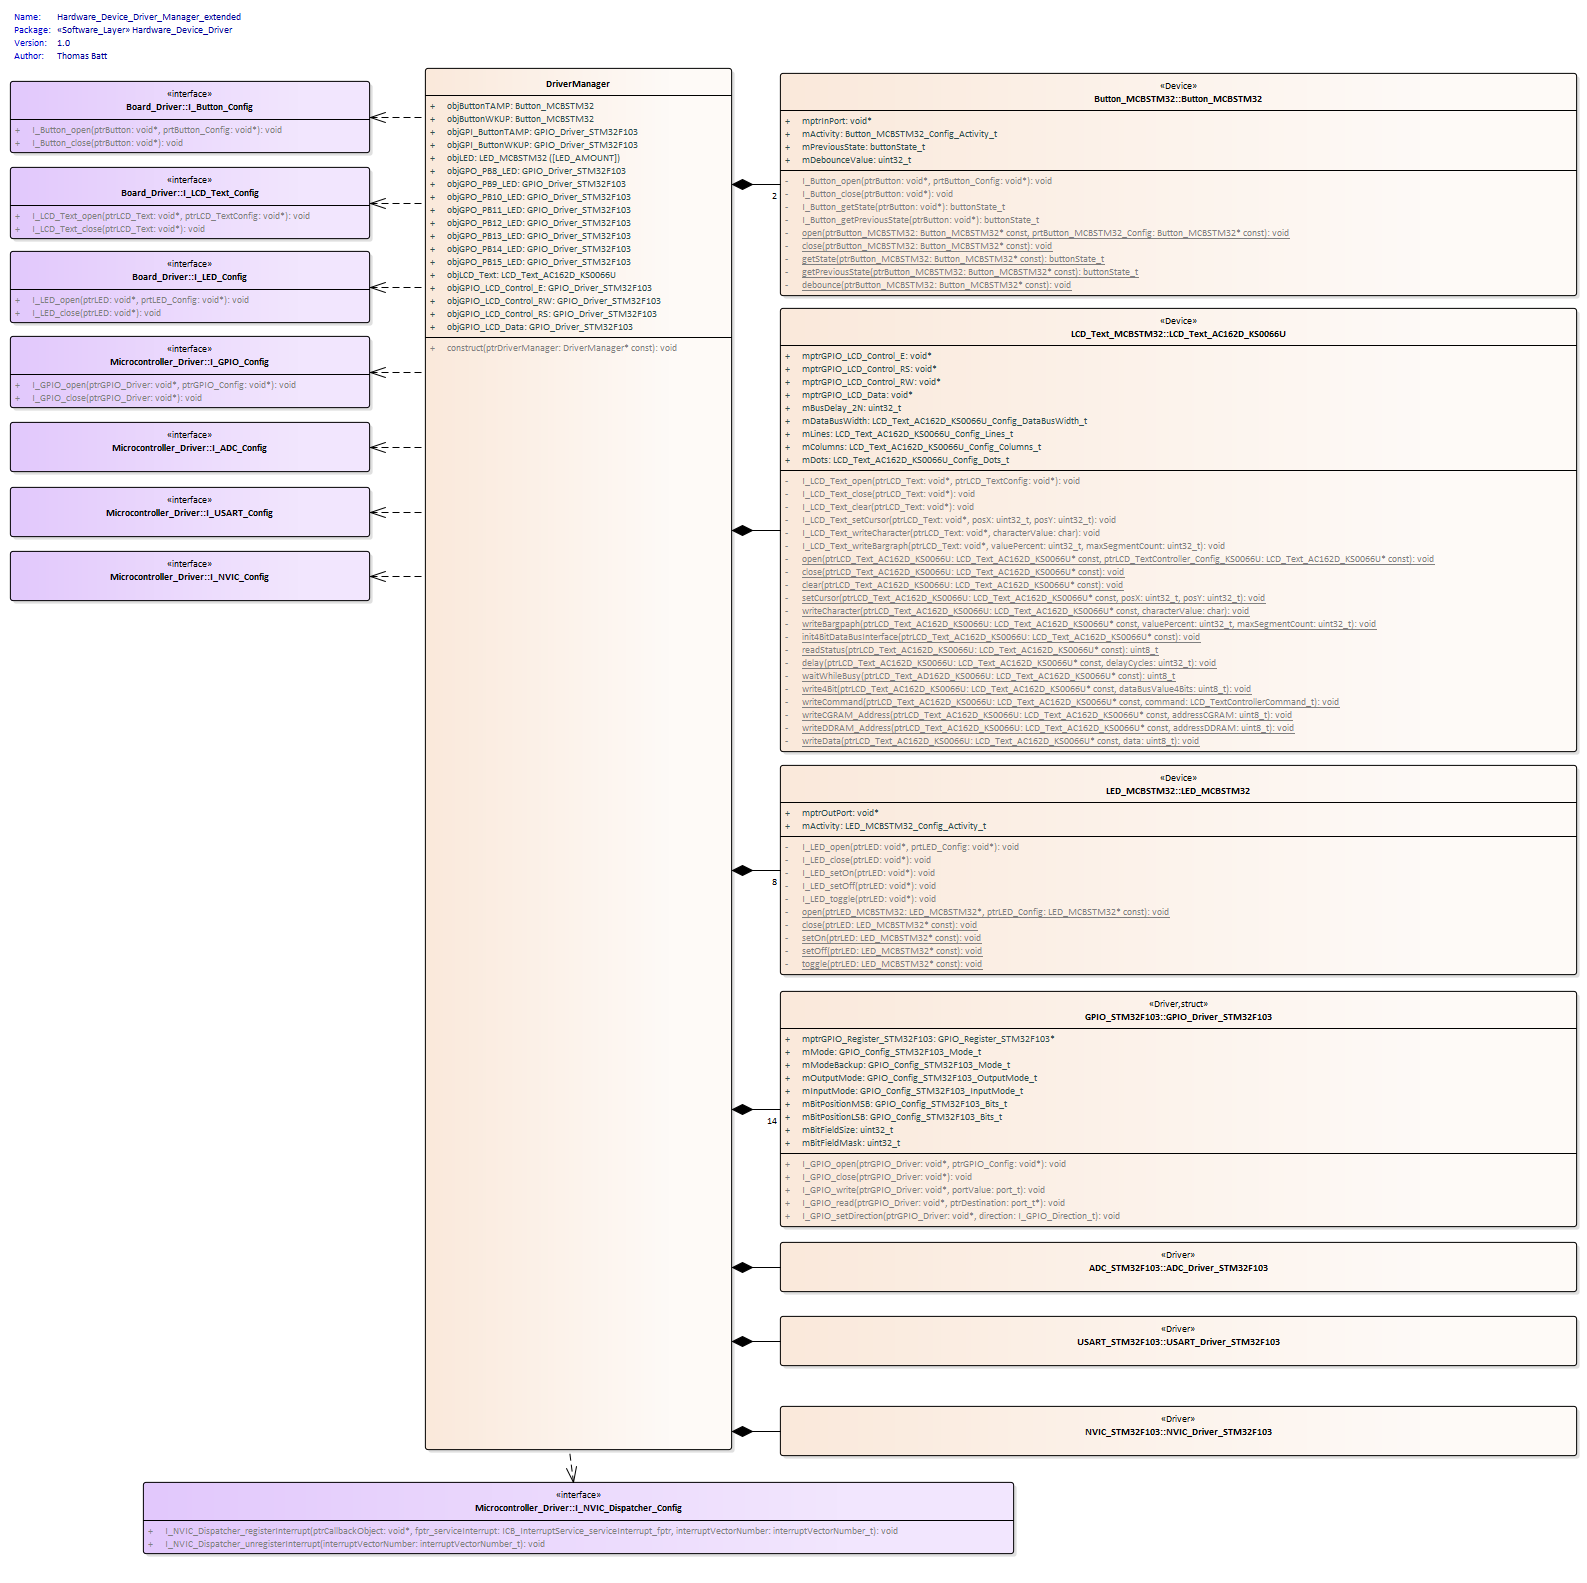 Name: Hardware_Device_Driver_Manager_extended
Package: «Software_Layer» Hardware_Device_Driver
Version: 1.0
Author: Thomas Batt
«interface»
Board_Driver::I_Button_Config
+ I_Button_open(ptrButton: void*, prtButton_Config: void*): void
+ I_Button_close(ptrButton: void*): void
«interface»
Board_Driver::I_LCD_Text_Config
+ I_LCD_Text_open(ptrLCD_Text: void*, ptrLCD_TextConfig: void*): void
+ I_LCD_Text_close(ptrLCD_Text: void*): void
«interface»
Board_Driver::I_LED_Config
+ I_LED_open(ptrLED: void*, prtLED_Config: void*): void
+ I_LED_close(ptrLED: void*): void
«interface»
Microcontroller_Driver::I_GPIO_Config
+ I_GPIO_open(ptrGPIO_Driver: void*, ptrGPIO_Config: void*): void
+ I_GPIO_close(ptrGPIO_Driver: void*): void
«interface»
Microcontroller_Driver::I_ADC_Config
«interface»
Microcontroller_Driver::I_USART_Config
«interface»
Microcontroller_Driver::I_NVIC_Config
DriverManager
+ objButtonTAMP: Button_MCBSTM32
+ objButtonWKUP: Button_MCBSTM32
+ objGPI_ButtonTAMP: GPIO_Driver_STM32F103
+ objGPI_ButtonWKUP: GPIO_Driver_STM32F103
+ objLED: LED_MCBSTM32 ([LED_AMOUNT])
+ objGPO_PB8_LED: GPIO_Driver_STM32F103
+ objGPO_PB9_LED: GPIO_Driver_STM32F103
+ objGPO_PB10_LED: GPIO_Driver_STM32F103
+ objGPO_PB11_LED: GPIO_Driver_STM32F103
+ objGPO_PB12_LED: GPIO_Driver_STM32F103
+ objGPO_PB13_LED: GPIO_Driver_STM32F103
+ objGPO_PB14_LED: GPIO_Driver_STM32F103
+ objGPO_PB15_LED: GPIO_Driver_STM32F103
+ objLCD_Text: LCD_Text_AC162D_KS0066U
+ objGPIO_LCD_Control_E: GPIO_Driver_STM32F103
+ objGPIO_LCD_Control_RW: GPIO_Driver_STM32F103
+ objGPIO_LCD_Control_RS: GPIO_Driver_STM32F103
+ objGPIO_LCD_Data: GPIO_Driver_STM32F103
+ construct(ptrDriverManager: DriverManager* const): void
«Device»
Button_MCBSTM32::Button_MCBSTM32
+ mptrInPort: void*
+ mActivity: Button_MCBSTM32_Config_Activity_t
+ mPreviousState: buttonState_t
+ mDebounceValue: uint32_t
- I_Button_open(ptrButton: void*, prtButton_Config: void*): void
- I_Button_close(ptrButton: void*): void
- I_Button_getState(ptrButton: void*): buttonState_t
- I_Button_getPreviousState(ptrButton: void*): buttonState_t
- open(ptrButton_MCBSTM32: Button_MCBSTM32* const, prtButton_MCBSTM32_Config: Button_MCBSTM32* const): void
- close(ptrButton_MCBSTM32: Button_MCBSTM32* const): void
- getState(ptrButton_MCBSTM32: Button_MCBSTM32* const): buttonState_t
- getPreviousState(ptrButton_MCBSTM32: Button_MCBSTM32* const): buttonState_t
- debounce(ptrButton_MCBSTM32: Button_MCBSTM32* const): void
2
«Device»
LCD_Text_MCBSTM32::LCD_Text_AC162D_KS0066U
+ mptrGPIO_LCD_Control_E: void*
+ mptrGPIO_LCD_Control_RS: void*
+ mptrGPIO_LCD_Control_RW: void*
+ mptrGPIO_LCD_Data: void*
+ mBusDelay_2N: uint32_t
+ mDataBusWidth: LCD_Text_AC162D_KS0066U_Config_DataBusWidth_t
+ mLines: LCD_Text_AC162D_KS0066U_Config_Lines_t
+ mColumns: LCD_Text_AC162D_KS0066U_Config_Columns_t
+ mDots: LCD_Text_AC162D_KS0066U_Config_Dots_t
- I_LCD_Text_open(ptrLCD_Text: void*, ptrLCD_TextConfig: void*): void
- I_LCD_Text_close(ptrLCD_Text: void*): void
- I_LCD_Text_clear(ptrLCD_Text: void*): void
- I_LCD_Text_setCursor(ptrLCD_Text: void*, posX: uint32_t, posY: uint32_t): void
- I_LCD_Text_writeCharacter(ptrLCD_Text: void*, characterValue: char): void
- I_LCD_Text_writeBargraph(ptrLCD_Text: void*, valuePercent: uint32_t, maxSegmentCount: uint32_t): void
- open(ptrLCD_Text_AC162D_KS0066U: LCD_Text_AC162D_KS0066U* const, ptrLCD_TextController_Config_KS0066U: LCD_Text_AC162D_KS0066U* const): void
- close(ptrLCD_Text_AC162D_KS0066U: LCD_Text_AC162D_KS0066U* const): void
- clear(ptrLCD_Text_AC162D_KS0066U: LCD_Text_AC162D_KS0066U* const): void
- setCursor(ptrLCD_Text_AC162D_KS0066U: LCD_Text_AC162D_KS0066U* const, posX: uint32_t, posY: uint32_t): void
- writeCharacter(ptrLCD_Text_AC162D_KS0066U: LCD_Text_AC162D_KS0066U* const, characterValue: char): void
- writeBargpaph(ptrLCD_Text_AC162D_KS0066U: LCD_Text_AC162D_KS0066U* const, valuePercent: uint32_t, maxSegmentCount: uint32_t): void
- init4BitDataBusInterface(ptrLCD_Text_AC162D_KS0066U: LCD_Text_AC162D_KS0066U* const): void
- readStatus(ptrLCD_Text_AC162D_KS0066U: LCD_Text_AC162D_KS0066U* const): uint8_t
- delay(ptrLCD_Text_AC162D_KS0066U: LCD_Text_AC162D_KS0066U* const, delayCycles: uint32_t): void
- waitWhileBusy(ptrLCD_Text_AD162D_KS0066U: LCD_Text_AC162D_KS0066U* const): uint8_t
- write4Bit(ptrLCD_Text_AC162D_KS0066U: LCD_Text_AC162D_KS0066U* const, dataBusValue4Bits: uint8_t): void
- writeCommand(ptrLCD_Text_AC162D_KS0066U: LCD_Text_AC162D_KS0066U* const, command: LCD_TextControllerCommand_t): void
- writeCGRAM_Address(ptrLCD_Text_AC162D_KS0066U: LCD_Text_AC162D_KS0066U* const, addressCGRAM: uint8_t): void
- writeDDRAM_Address(ptrLCD_Text_AC162D_KS0066U: LCD_Text_AC162D_KS0066U* const, addressDDRAM: uint8_t): void
- writeData(ptrLCD_Text_AC162D_KS0066U: LCD_Text_AC162D_KS0066U* const, data: uint8_t): void
«Device»
LED_MCBSTM32::LED_MCBSTM32
+ mptrOutPort: void*
+ mActivity: LED_MCBSTM32_Config_Activity_t
- I_LED_open(ptrLED: void*, prtLED_Config: void*): void
- I_LED_close(ptrLED: void*): void
- I_LED_setOn(ptrLED: void*): void
- I_LED_setOff(ptrLED: void*): void
- I_LED_toggle(ptrLED: void*): void
- open(ptrLED_MCBSTM32: LED_MCBSTM32*, ptrLED_Config: LED_MCBSTM32* const): void
- close(ptrLED: LED_MCBSTM32* const): void
- setOn(ptrLED: LED_MCBSTM32* const): void
- setOff(ptrLED: LED_MCBSTM32* const): void
- toggle(ptrLED: LED_MCBSTM32* const): void
8
«Driver,struct»
GPIO_STM32F103::GPIO_Driver_STM32F103
+ mptrGPIO_Register_STM32F103: GPIO_Register_STM32F103*
+ mMode: GPIO_Config_STM32F103_Mode_t
+ mModeBackup: GPIO_Config_STM32F103_Mode_t
+ mOutputMode: GPIO_Config_STM32F103_OutputMode_t
+ mInputMode: GPIO_Config_STM32F103_InputMode_t
+ mBitPositionMSB: GPIO_Config_STM32F103_Bits_t
+ mBitPositionLSB: GPIO_Config_STM32F103_Bits_t
+ mBitFieldSize: uint32_t
+ mBitFieldMask: uint32_t
+ I_GPIO_open(ptrGPIO_Driver: void*, ptrGPIO_Config: void*): void
+ I_GPIO_close(ptrGPIO_Driver: void*): void
+ I_GPIO_write(ptrGPIO_Driver: void*, portValue: port_t): void
+ I_GPIO_read(ptrGPIO_Driver: void*, ptrDestination: port_t*): void
+ I_GPIO_setDirection(ptrGPIO_Driver: void*, direction: I_GPIO_Direction_t): void
14
«Driver»
ADC_STM32F103::ADC_Driver_STM32F103
«Driver»
USART_STM32F103::USART_Driver_STM32F103
«Driver»
NVIC_STM32F103::NVIC_Driver_STM32F103
«interface»
Microcontroller_Driver::I_NVIC_Dispatcher_Config
+ I_NVIC_Dispatcher_registerInterrupt(ptrCallbackObject: void*, fptr_serviceInterrupt: ICB_InterruptService_serviceInterrupt_fptr, interruptVectorNumber: interruptVectorNumber_t): void
+ I_NVIC_Dispatcher_unregisterInterrupt(interruptVectorNumber: interruptVectorNumber_t): void